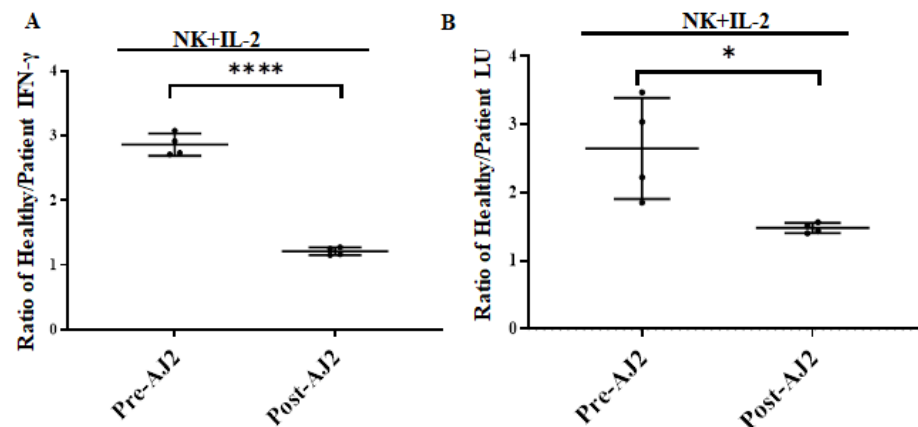 A
NK+IL-2
****
Ratio of Healthy/Patient IFN-γ
4
3
2
1
0
Pre-AJ2
Post-AJ2
B
NK+IL-2
*
Ratio of Healthy/Patient LU
4
3
2
1
0
Pre-AJ2
Post-AJ2